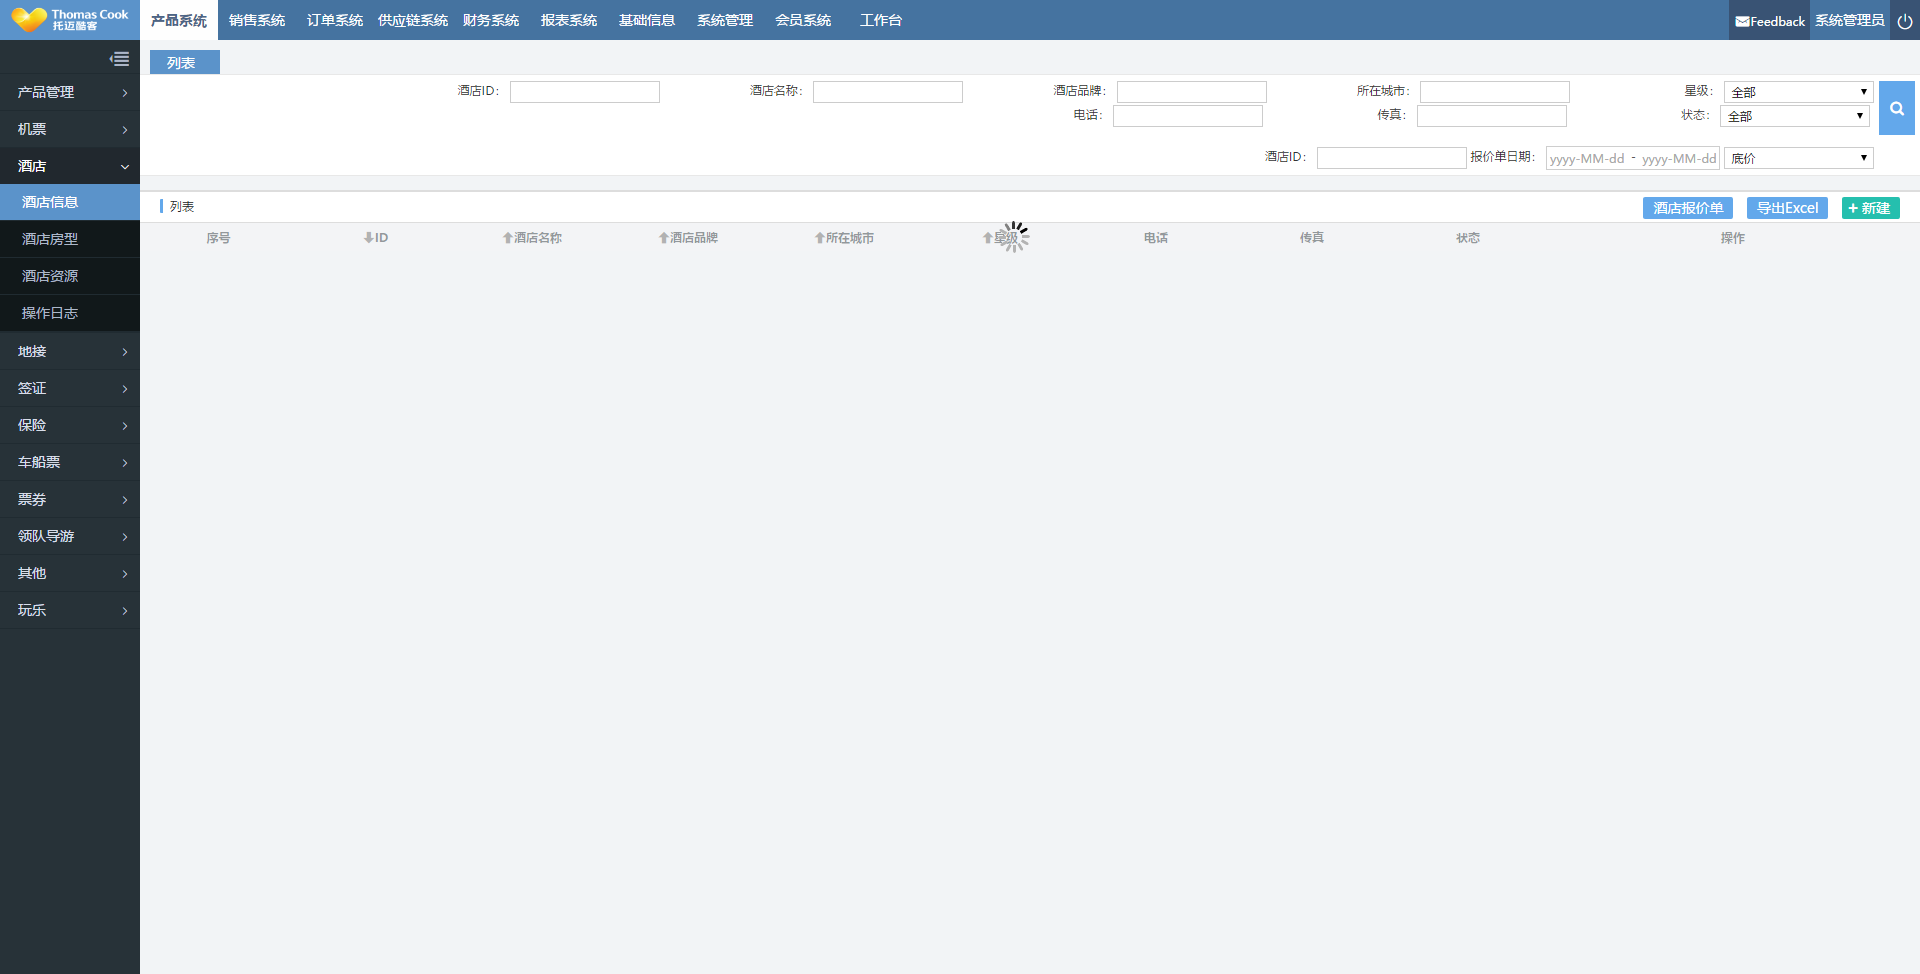 Thomas Cook
托迈酷客
产品系统 销售系统 订单系统 供应链系统 财务系统 报表系统 基础信息 系统管理 会员系统 工作台 Feedback 系统管理员
列表
产品管理
机票
酒店
酒店信息
酒店房型
酒店资源
操作日志
地接
签证
保险
车船票
票券
领队导游
其他
玩乐
酒店ID: 酒店名称: 酒店品牌: 所在城市: 星级: 全部
电话: 传真: 状态: 全部
酒店ID: 报价单日期: yyyy-MM-dd - yyyy-MM-dd 底价
列表 酒店报价单 导出Excel + 新建
序号 ID 酒店名称 酒店品牌 所在城市 星级 电话 传真 状态 操作